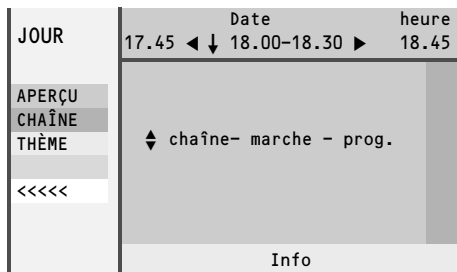 JOUR
Date heure
17.45 ◀ ↓ 18.00-18.30 ▶ 18.45
APERÇU
CHAÎNE
THÈME
<<<<<
chaîne- marche - prog.
Info